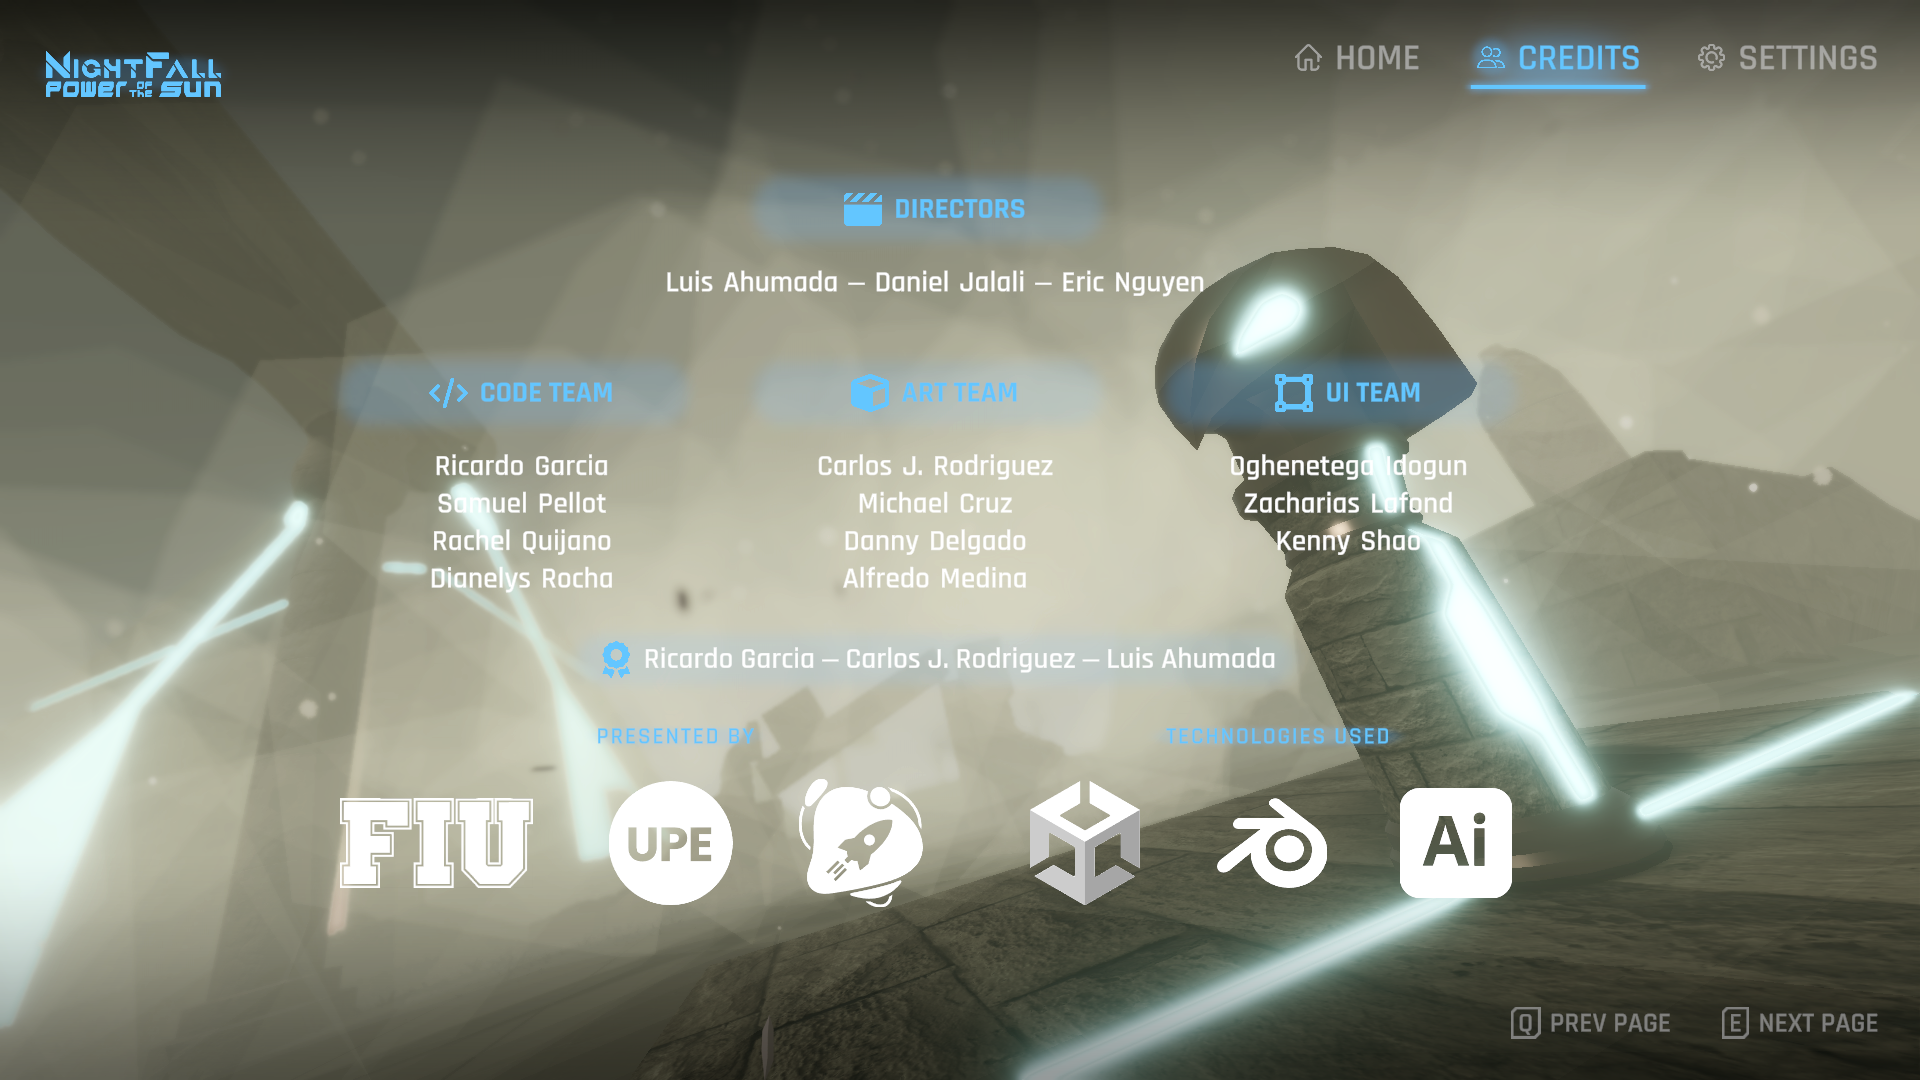 NIGHTFALL
POWER OF THE SUN
HOME
CREDITS
SETTINGS
DIRECTORS
Luis Ahumada — Daniel Jalali — Eric Nguyen
CODE TEAM
Ricardo Garcia
Samuel Pellot
Rachel Quijano
Dianelys Rocha
ART TEAM
Carlos J. Rodriguez
Michael Cruz
Danny Delgado
Alfredo Medina
UI TEAM
Oghenetega Idogun
Zacharias Lafond
Kenny Shao
Ricardo Garcia — Carlos J. Rodriguez — Luis Ahumada
PRESENTED BY
TECHNOLOGIES USED
FIU
UPE
Ai
Q PREV PAGE
E NEXT PAGE